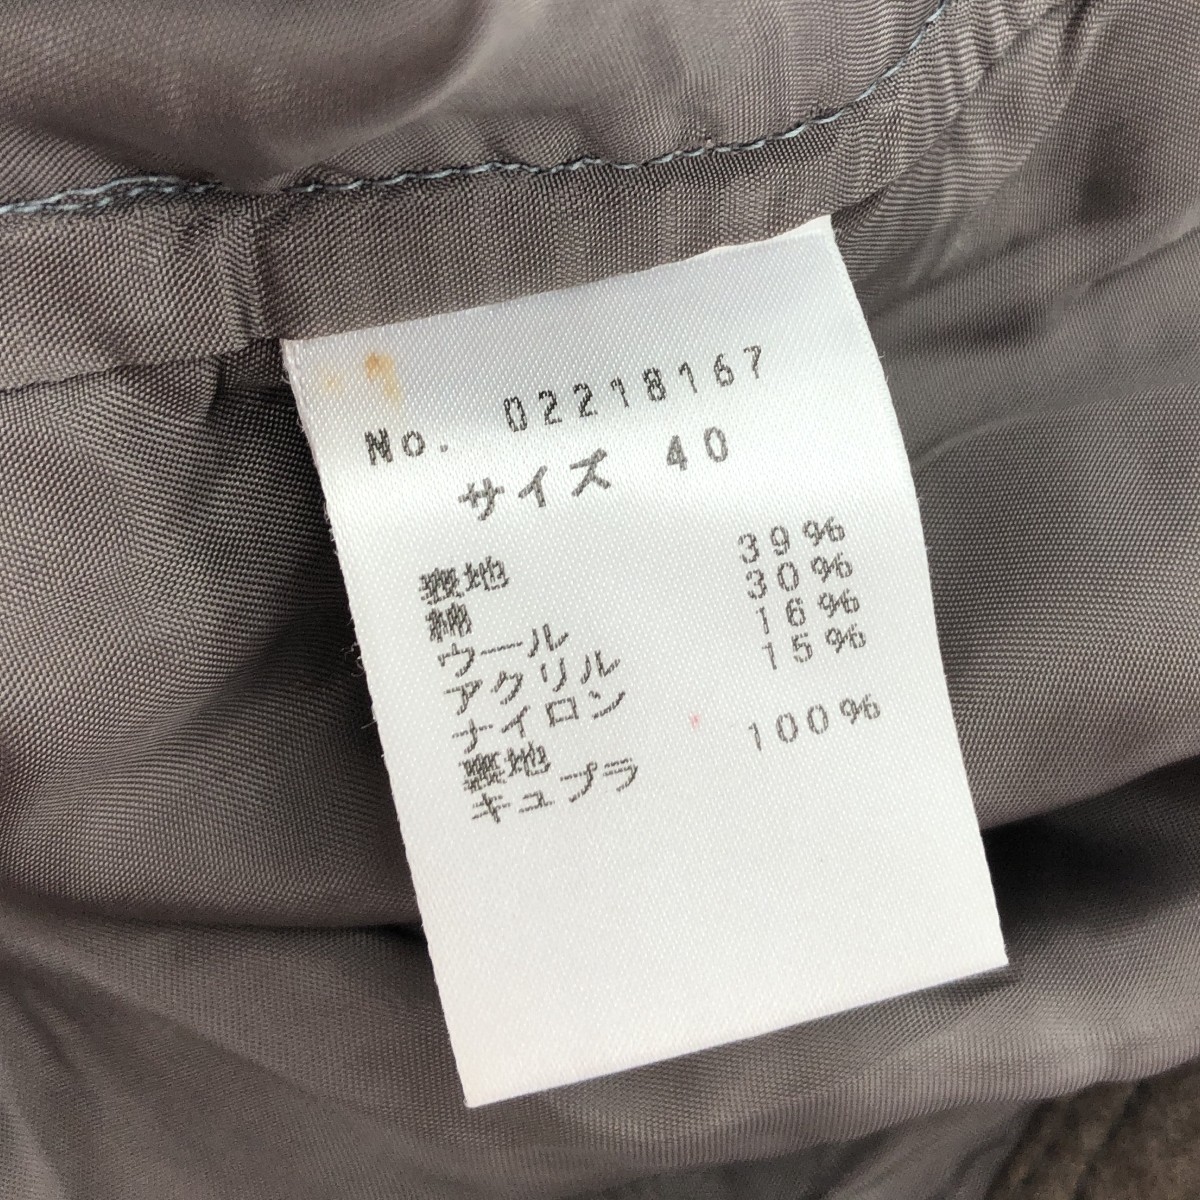 No. 02218167
サイズ 40
表地
綿 39%
ウール 30%
アクリル 16%
ナイロン 15%
裏地
キュプラ 100%